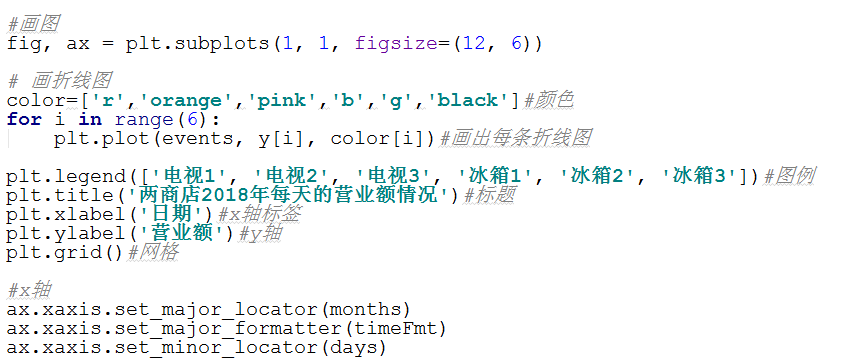 #画图
fig, ax = plt.subplots(1, 1, figsize=(12, 6))
# 画折线图
color=['r','orange','pink','b','g','black']#颜色
for i in range(6):
    plt.plot(events, y[i], color[i])#画出每条折线图
plt.legend(['电视1', '电视2', '电视3', '冰箱1', '冰箱2', '冰箱3'])#图例
plt.title('两商店2018年每天的营业额情况')#标题
plt.xlabel('日期')#x轴标签
plt.ylabel('营业额')#y轴
plt.grid()#网格
#x轴
ax.xaxis.set_major_locator(months)
ax.xaxis.set_major_formatter(timeFmt)
ax.xaxis.set_minor_locator(days)